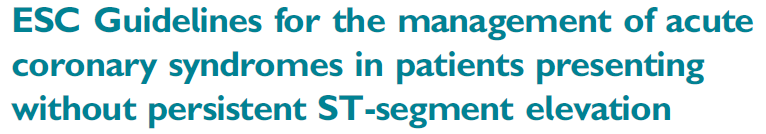 ESC Guidelines for the management of acute
coronary syndromes in patients presenting
without persistent ST-segment elevation